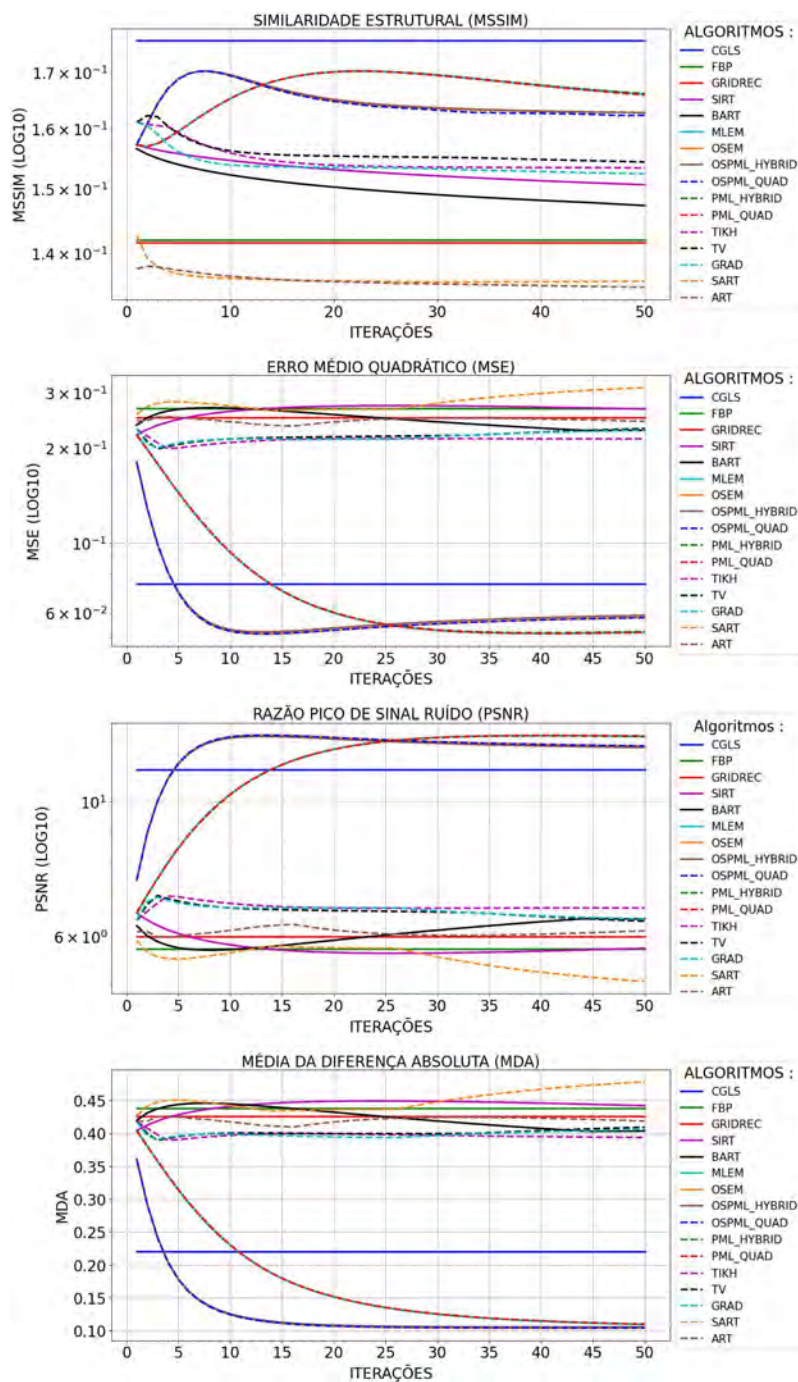 SIMILARIDADE ESTRUTURAL (MSSIM)
ALGORITMOS :
CGLS
FBP
GRIDREC
SIRT
BART
MLEM
OSEM
OSPML_HYBRID
OSPML_QUAD
PML_HYBRID
PML_QUAD
TIKH
TV
GRAD
SART
ART
MSSIM (LOG10)
1.7 × 10⁻¹
1.6 × 10⁻¹
1.5 × 10⁻¹
1.4 × 10⁻¹
0 5 10 15 20 25 30 35 40 45 50
ITERAÇÕES
ERRO MÉDIO QUADRÁTICO (MSE)
ALGORITMOS :
CGLS
FBP
GRIDREC
SIRT
BART
MLEM
OSEM
OSPML_HYBRID
OSPML_QUAD
PML_HYBRID
PML_QUAD
TIKH
TV
GRAD
SART
ART
MSE (LOG10)
3 × 10⁻¹
2 × 10⁻¹
10⁻¹
6 × 10⁻²
0 5 10 15 20 25 30 35 40 45 50
ITERAÇÕES
RAZÃO PICO DE SINAL RUÍDO (PSNR)
Algoritmos :
CGLS
FBP
GRIDREC
SIRT
BART
MLEM
OSEM
OSPML_HYBRID
OSPML_QUAD
PML_HYBRID
PML_QUAD
TIKH
TV
GRAD
SART
ART
PSNR (LOG10)
10¹
6 × 10⁰
0 5 10 15 20 25 30 35 40 45 50
ITERAÇÕES
MÉDIA DA DIFERENÇA ABSOLUTA (MDA)
ALGORITMOS :
CGLS
FBP
GRIDREC
SIRT
BART
MLEM
OSEM
OSPML_HYBRID
OSPML_QUAD
PML_HYBRID
PML_QUAD
TIKH
TV
GRAD
SART
ART
MDA
0.45
0.40
0.35
0.30
0.25
0.20
0.15
0.10
0 5 10 15 20 25 30 35 40 45 50
ITERAÇÕES